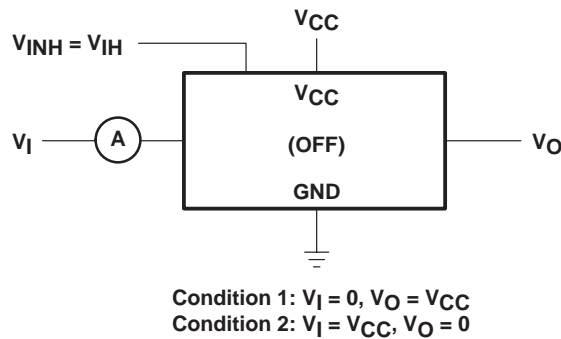 VCC
VINH = VIH
VCC
VI
A
(OFF)
VO
GND
Condition 1: VI = 0, VO = VCC
Condition 2: VI = VCC, VO = 0